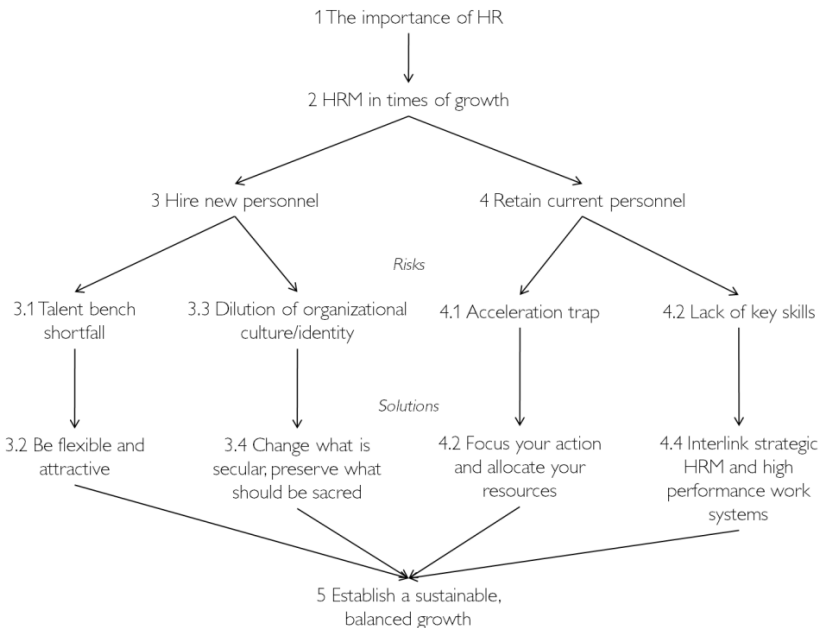 1 The importance of HR
2 HRM in times of growth
3 Hire new personnel
4 Retain current personnel
Risks
3.1 Talent bench
shortfall
3.3 Dilution of organizational
culture/identity
4.1 Acceleration trap
4.2 Lack of key skills
Solutions
3.2 Be flexible and
attractive
3.4 Change what is
secular, preserve what
should be sacred
4.2 Focus your action
and allocate your
resources
4.4 Interlink strategic
HRM and high
performance work
systems
5 Establish a sustainable,
balanced growth